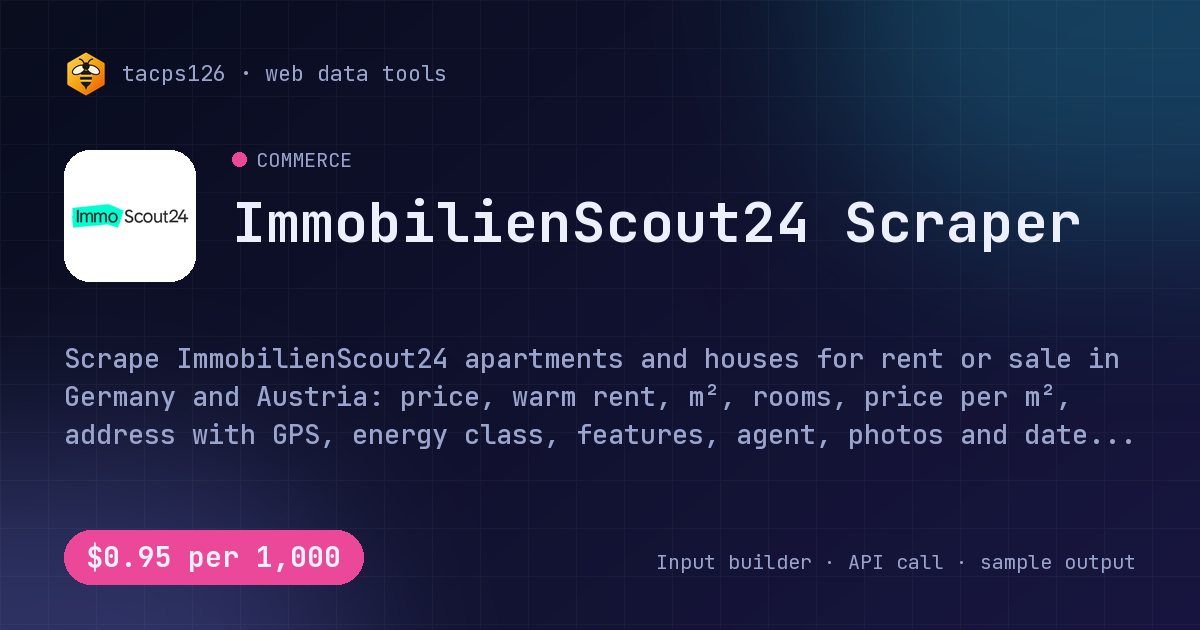 tacps126 · web data tools
COMMERCE
Immo Scout24
ImmobilienScout24 Scraper
Scrape ImmobilienScout24 apartments and houses for rent or sale in
Germany and Austria: price, warm rent, m², rooms, price per m²,
address with GPS, energy class, features, agent, photos and date...
$0.95 per 1,000
Input builder · API call · sample output